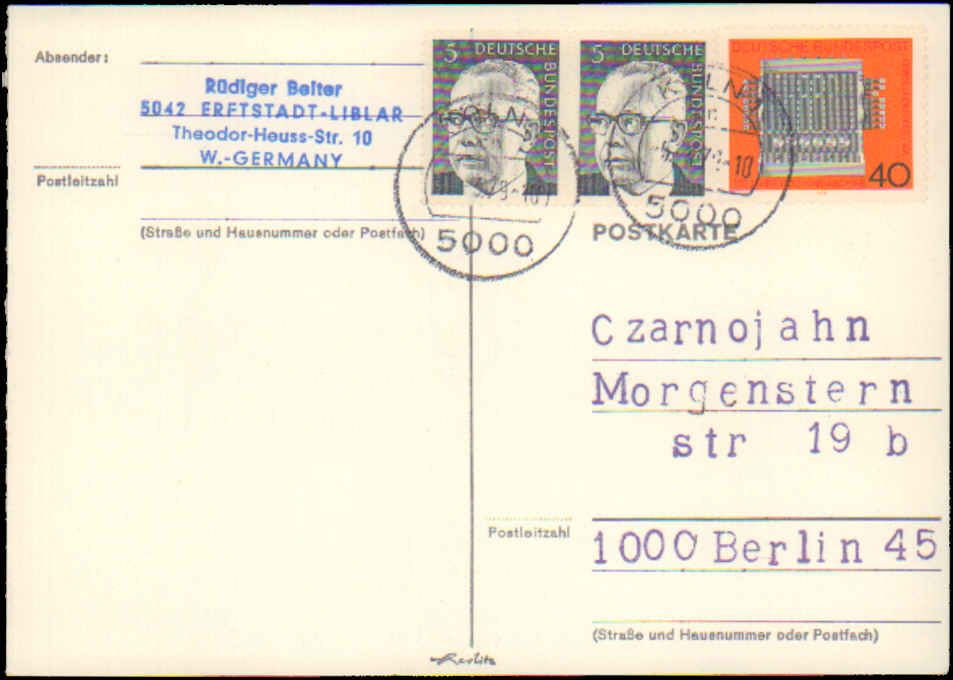 Absender:
Rüdiger Beiter
5042 ERFTSTADT-LIBLAR
Theodor-Heuss-Str. 10
W.-GERMANY
Postleitzahl
(Straße und Hausnummer oder Postfach)
5 DEUTSCHE BUNDESPOST
5 DEUTSCHE BUNDESPOST
DEUTSCHE BUNDESPOST
40
KÖLN
5000
KÖLN
5000
POSTKARTE
Czarnojahn
Morgenstern
str 19 b
Postleitzahl
1000 Berlin 45
(Straße und Hausnummer oder Postfach)